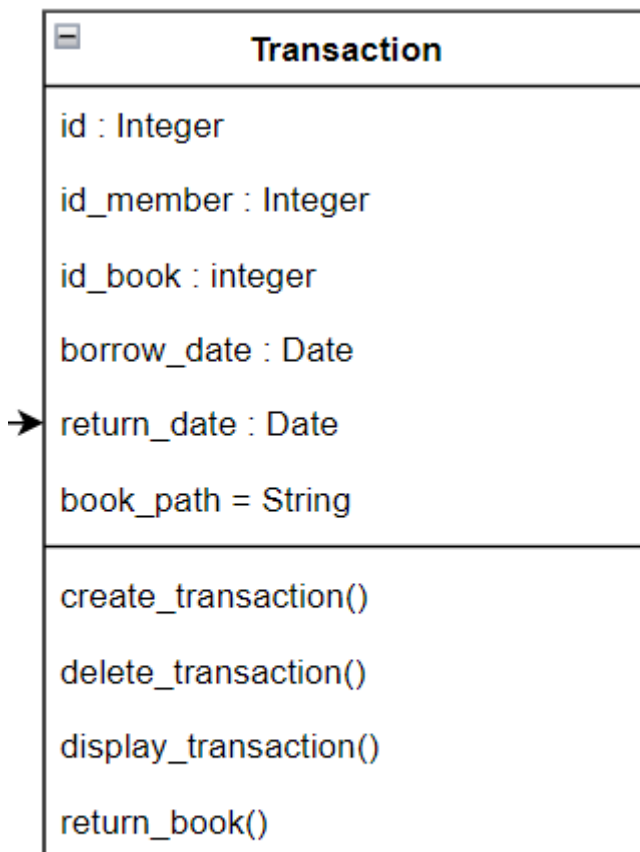 Transaction
id : Integer
id_member : Integer
id_book : integer
borrow_date : Date
return_date : Date
book_path = String
create_transaction()
delete_transaction()
display_transaction()
return_book()